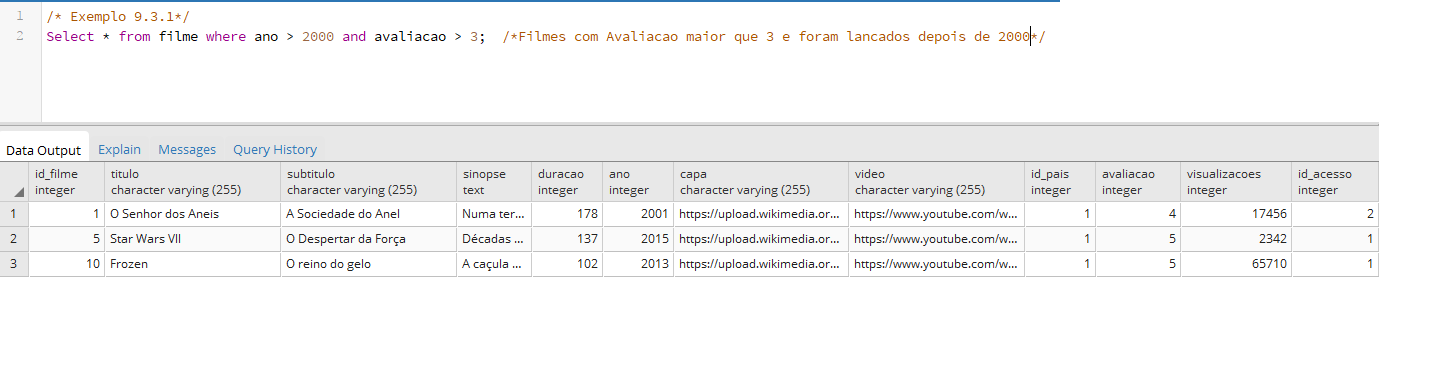 1 /* Exemplo 9.3.1*/
2 Select * from filme where ano > 2000 and avaliacao > 3;  /*Filmes com Avaliacao maior que 3 e foram lancados depois de 2000*/
Data Output Explain Messages Query History
id_filme titulo subtitulo sinopse duracao ano capa video id_pais avaliacao visualizacoes id_acesso
integer character varying (255) character varying (255) text integer integer character varying (255) character varying (255) integer integer integer integer
1 1 O Senhor dos Aneis A Sociedade do Anel Numa ter... 178 2001 https://upload.wikimedia.or... https://www.youtube.com/w... 1 4 17456 2
2 5 Star Wars VII O Despertar da Força Décadas ... 137 2015 https://upload.wikimedia.or... https://www.youtube.com/w... 1 5 2342 1
3 10 Frozen O reino do gelo A caçula ... 102 2013 https://upload.wikimedia.or... https://www.youtube.com/w... 1 5 65710 1